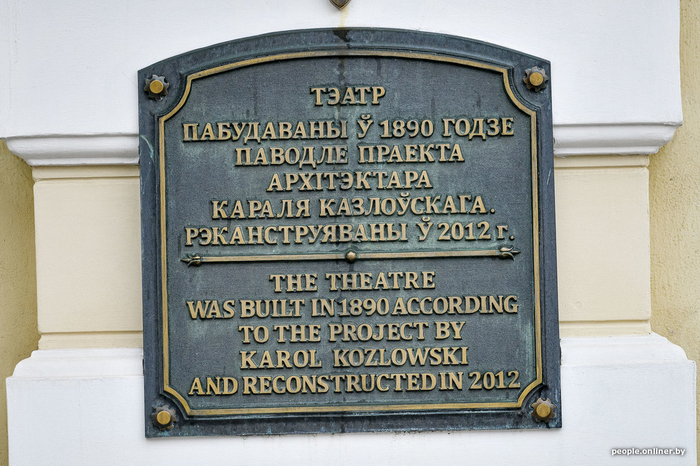 ТЭАТР
ПАБУДАВАНЫ Ў 1890 ГОДЗЕ
ПАВОДЛЕ ПРАЕКТА
АРХІТЭКТАРА
КАРАЛЯ КАЗЛОЎСКАГА.
РЭКАНСТРУЯВАНЫ Ў 2012 г.
THE THEATRE
WAS BUILT IN 1890 ACCORDING
TO THE PROJECT BY
KAROL KOZLOWSKI
AND RECONSTRUCTED IN 2012
people.onliner.by